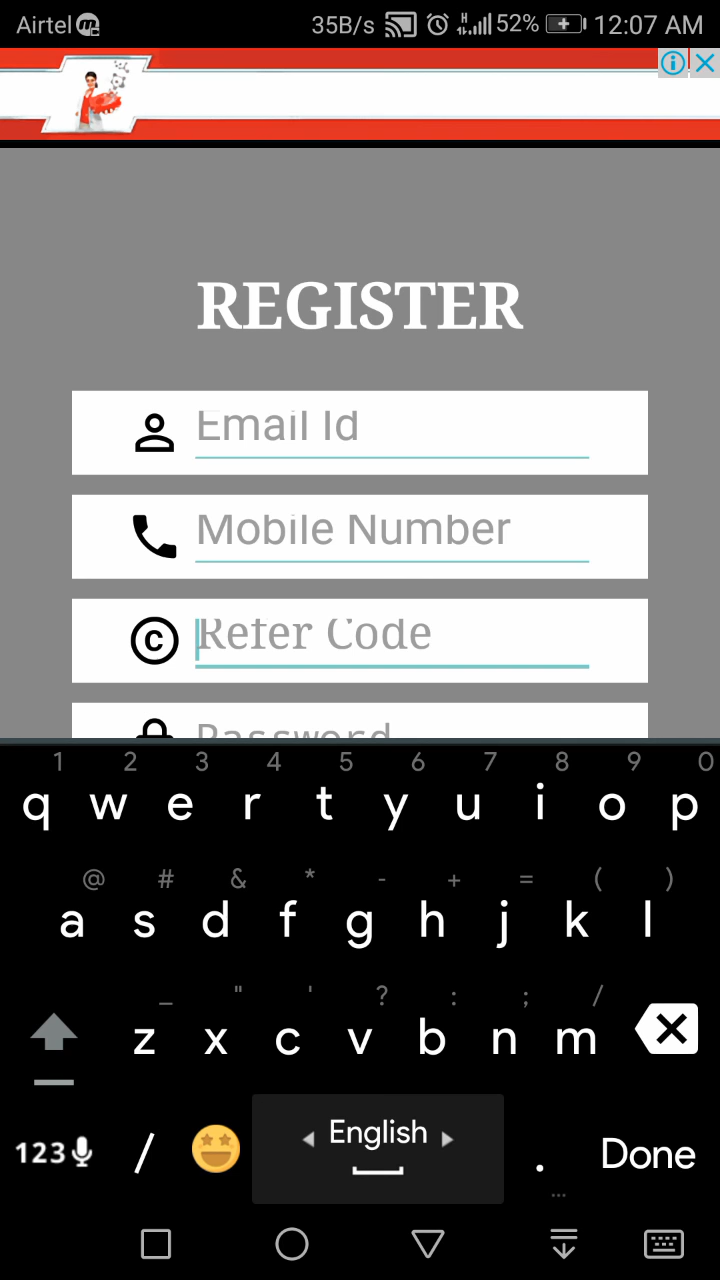 Airtel 35B/s H 52% 12:07 AM
REGISTER
Email Id
Mobile Number
Refer Code
Password
1 2 3 4 5 6 7 8 9 0
q w e r t y u i o p
@ # & * - + = ( )
a s d f g h j k l
_ " ' ? : ; /
z x c v b n m
123 / English . Done
...